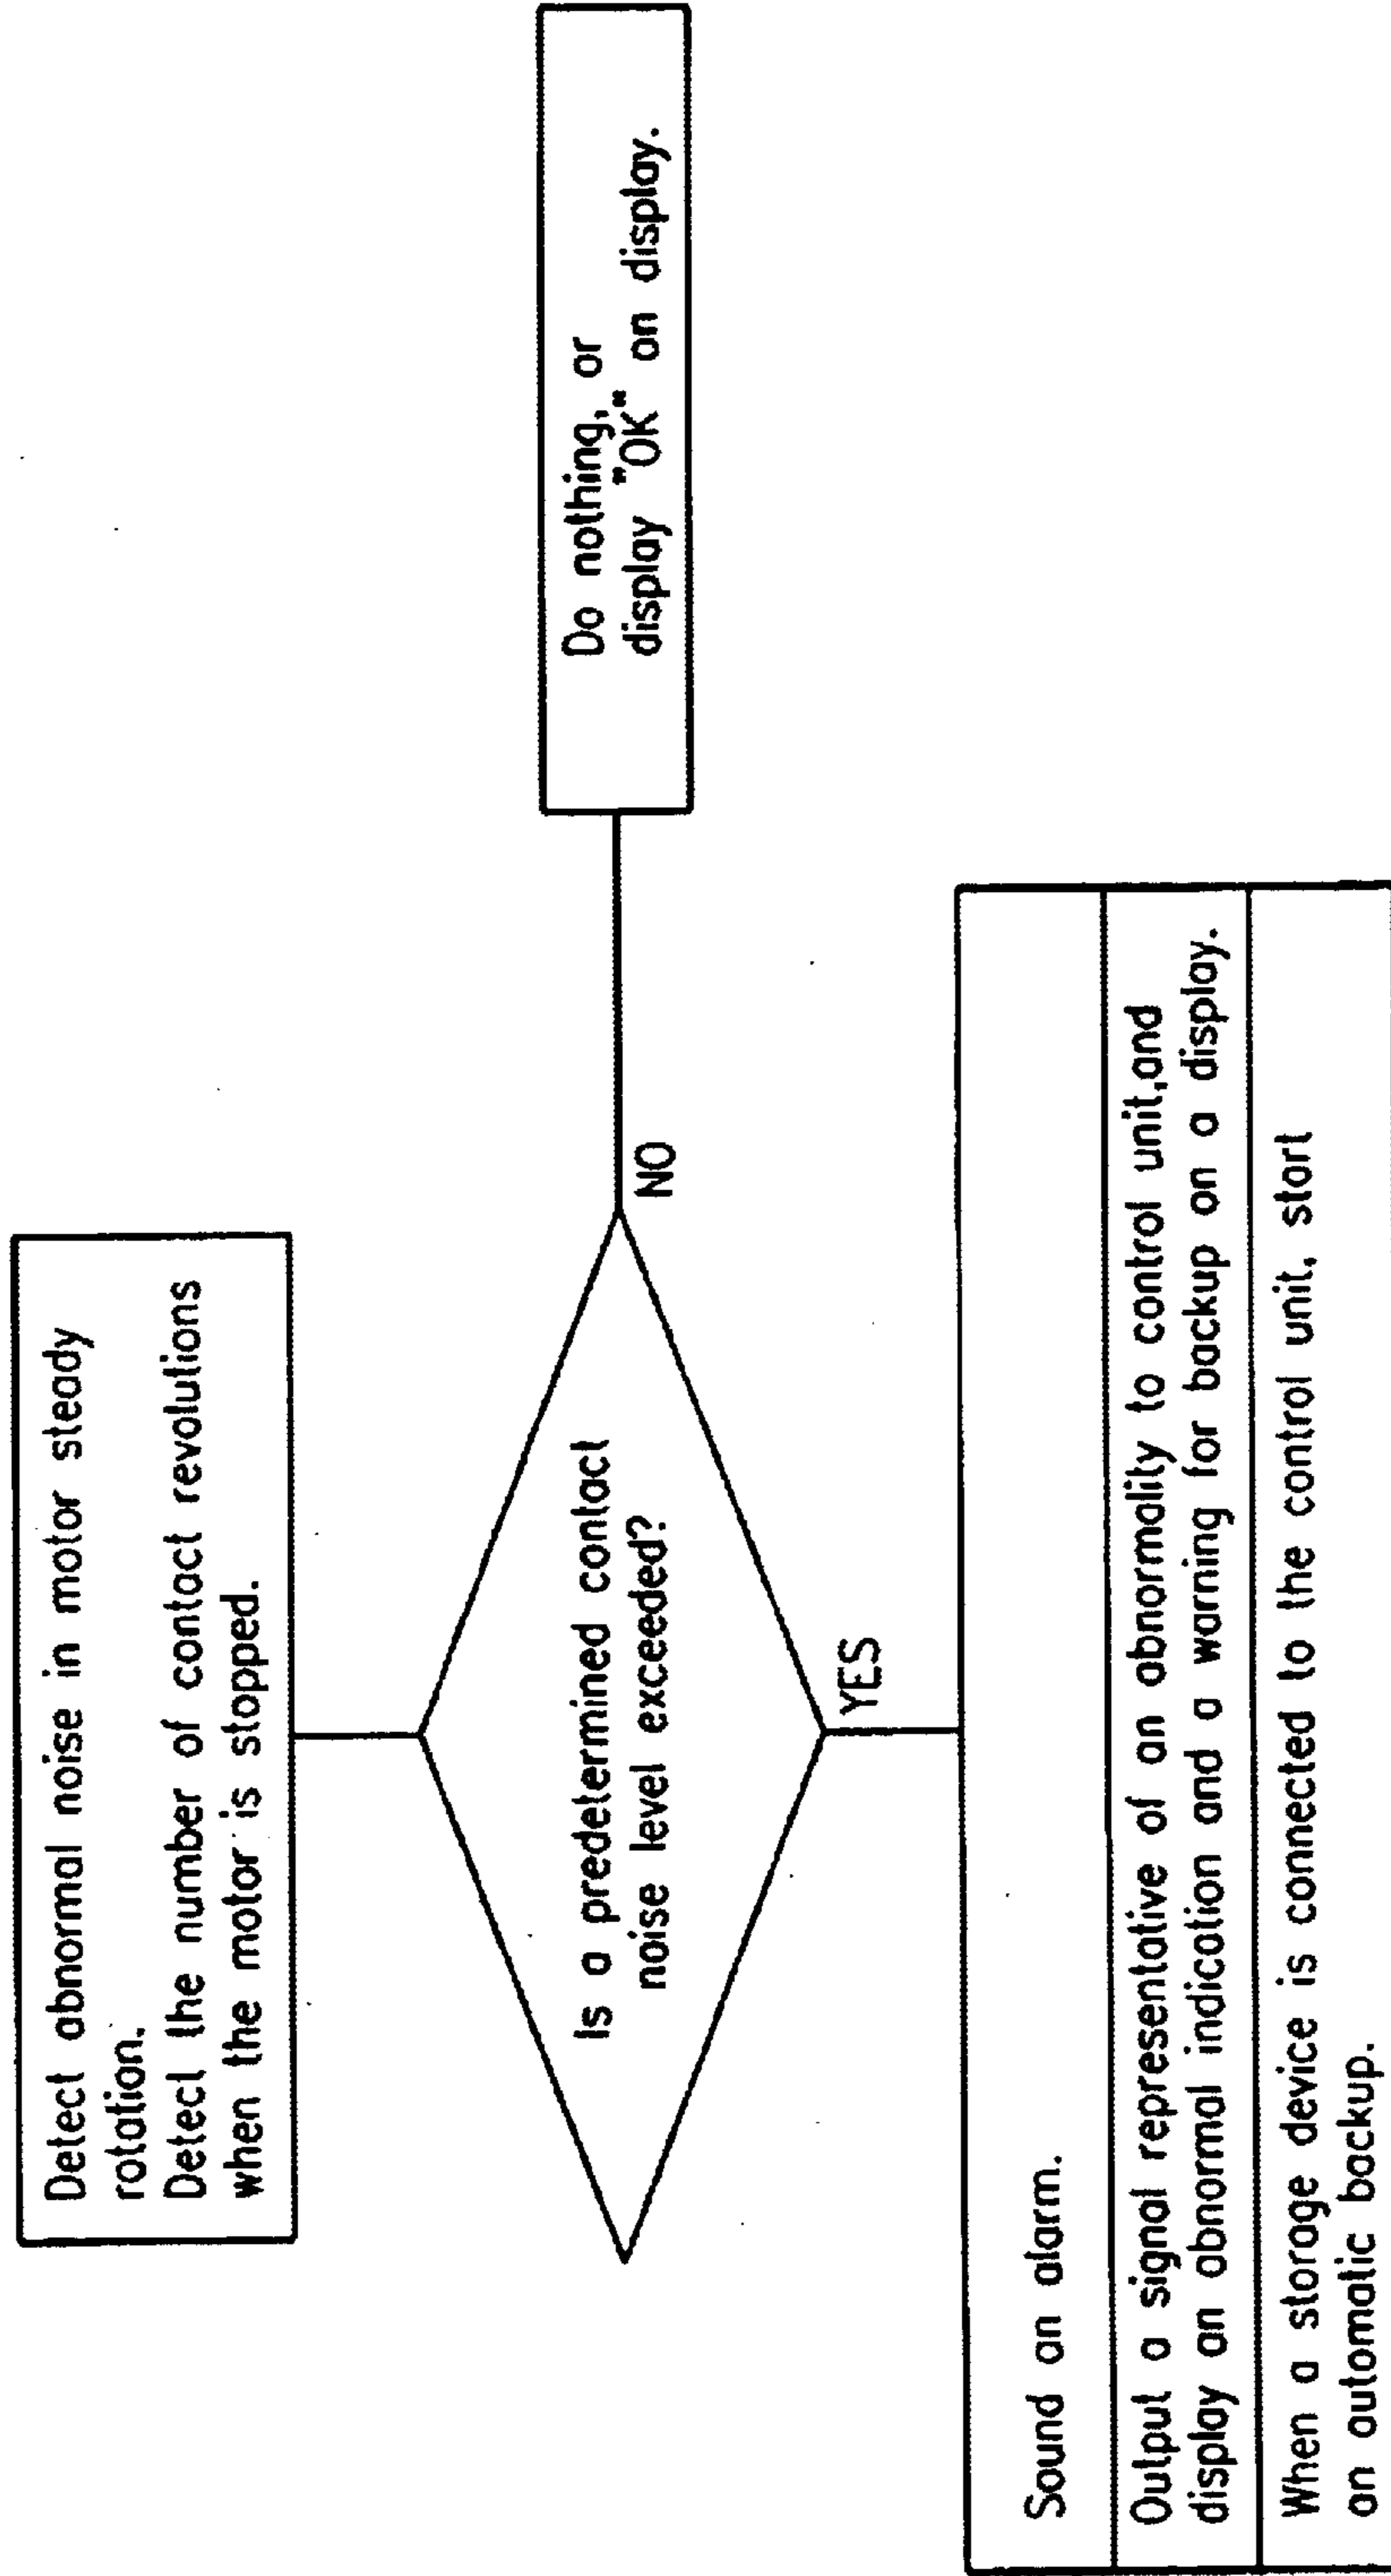 Detect abnormal noise in motor steady
rotation.
Detect the number of contact revolutions
when the motor is stopped.
Is a predetermined contact
noise level exceeded?
NO
Do nothing, or
display "OK" on display.
YES
Sound an alarm.
Output a signal representative of an abnormality to control unit,and
display an abnormal indication and a warning for backup on a display.
When a storage device is connected to the control unit, start
an automatic backup.